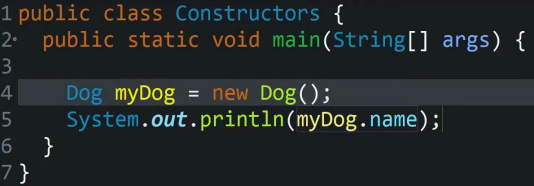 1 public class Constructors {
2 public static void main(String[] args) {
3
4 Dog myDog = new Dog();
5 System.out.println(myDog.name);
6 }
7 }